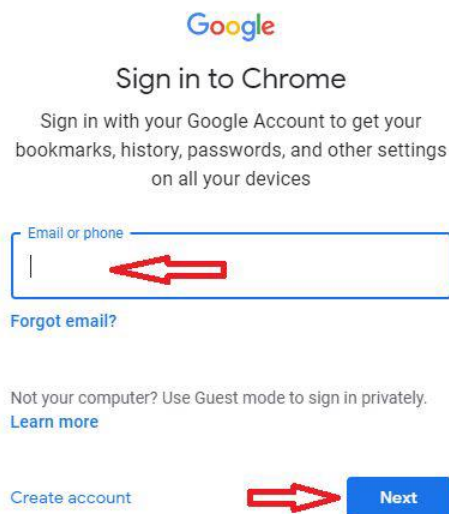 Google
Sign in to Chrome
Sign in with your Google Account to get your
bookmarks, history, passwords, and other settings
on all your devices
Email or phone
Forgot email?
Not your computer? Use Guest mode to sign in privately.
Learn more
Create account
Next